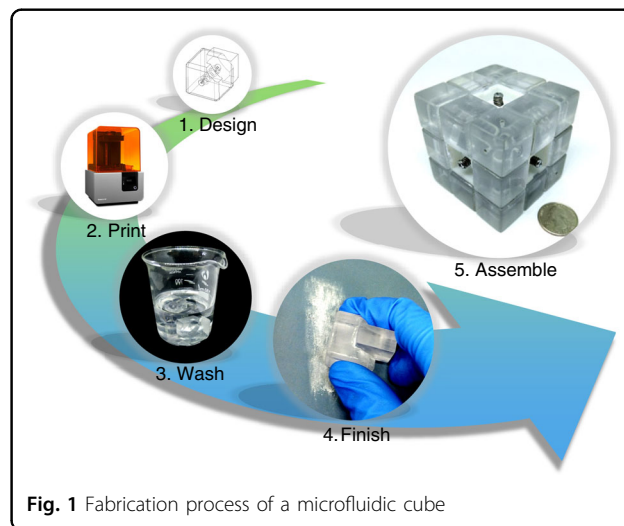 1. Design
2. Print
3. Wash
4. Finish
5. Assemble
Fig. 1 Fabrication process of a microfluidic cube